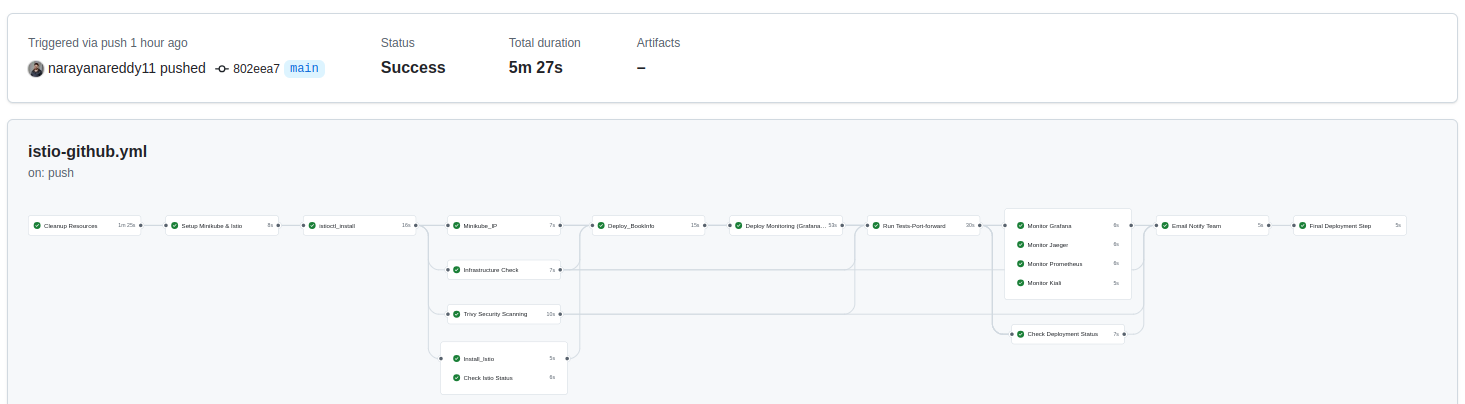 Triggered via push 1 hour ago
narayanareddy11 pushed 802eea7 main
Status
Success
Total duration
5m 27s
Artifacts
–
istio-github.yml
on: push
Cleanup Resources 1m 25s
Setup Minikube & Istio 8s
istioctl_install 16s
Minikube_IP 7s
Infrastructure Check 7s
Trivy Security Scanning 10s
Install_Istio 5s
Check Istio Status 6s
Deploy_BookInfo 15s
Deploy Monitoring (Grafana... 53s
Run Tests-Port-forward 30s
Monitor Grafana 6s
Monitor Jaeger 6s
Monitor Prometheus 6s
Monitor Kiali 5s
Check Deployment Status 7s
Email Notify Team 5s
Final Deployment Step 5s